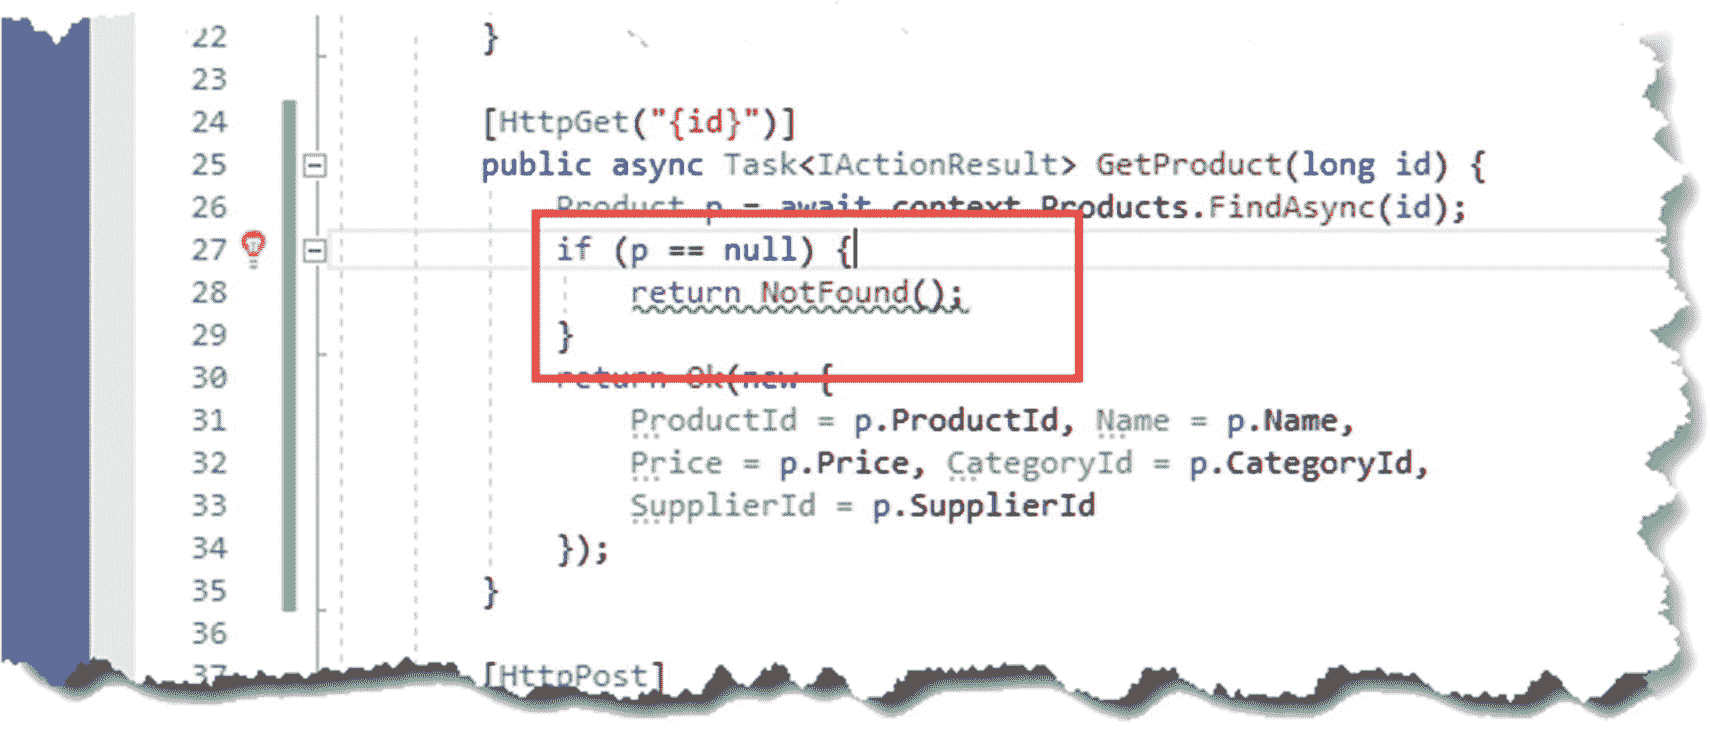 22 }
23
24 [HttpGet("{id}")]
25 public async Task<IActionResult> GetProduct(long id) {
26 Product p = await context.Products.FindAsync(id);
27 if (p == null) {
28 return NotFound();
29 }
30 return Ok(new {
31 ProductId = p.ProductId, Name = p.Name,
32 Price = p.Price, CategoryId = p.CategoryId,
33 SupplierId = p.SupplierId
34 });
35 }
36
37 [HttpPost]